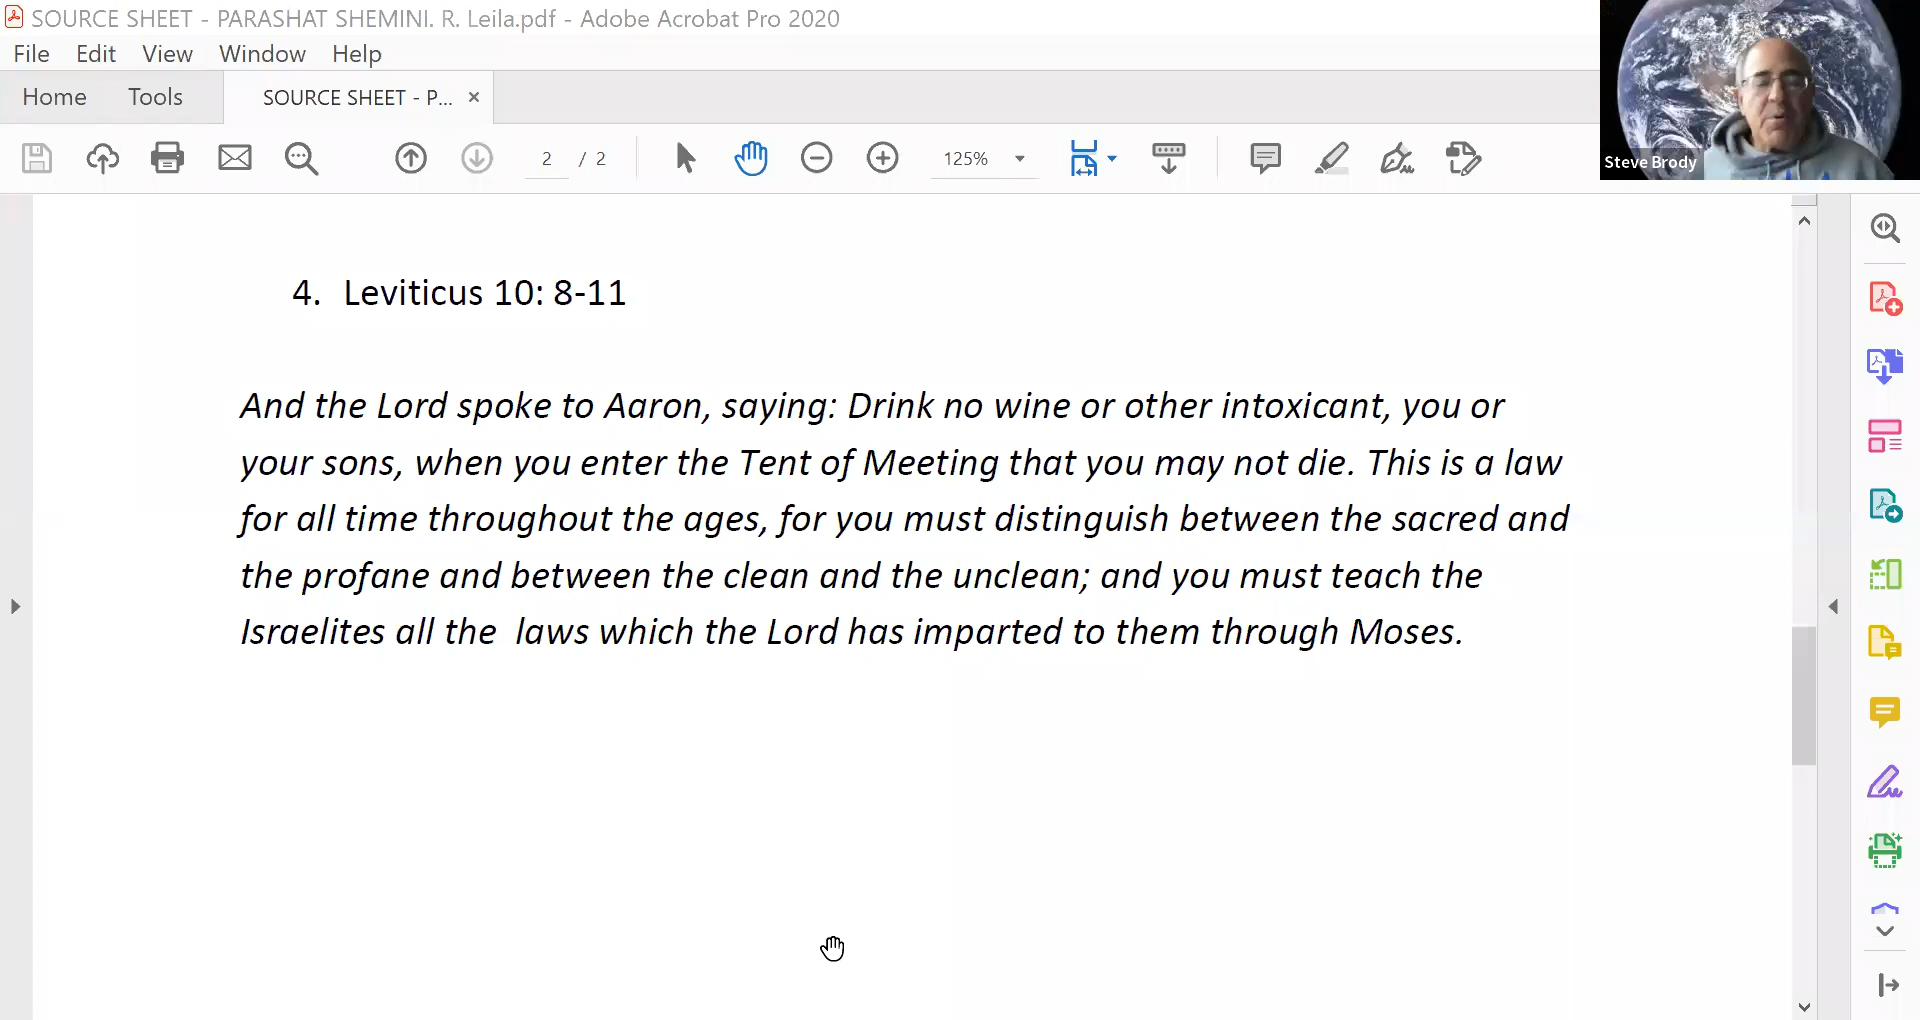 SOURCE SHEET - PARASHAT SHEMINI. R. Leila.pdf - Adobe Acrobat Pro 2020
File Edit View Window Help
Home Tools SOURCE SHEET - P... ×
2 / 2 125%
Steve Brody
4. Leviticus 10: 8-11
And the Lord spoke to Aaron, saying: Drink no wine or other intoxicant, you or
your sons, when you enter the Tent of Meeting that you may not die. This is a law
for all time throughout the ages, for you must distinguish between the sacred and
the profane and between the clean and the unclean; and you must teach the
Israelites all the  laws which the Lord has imparted to them through Moses.